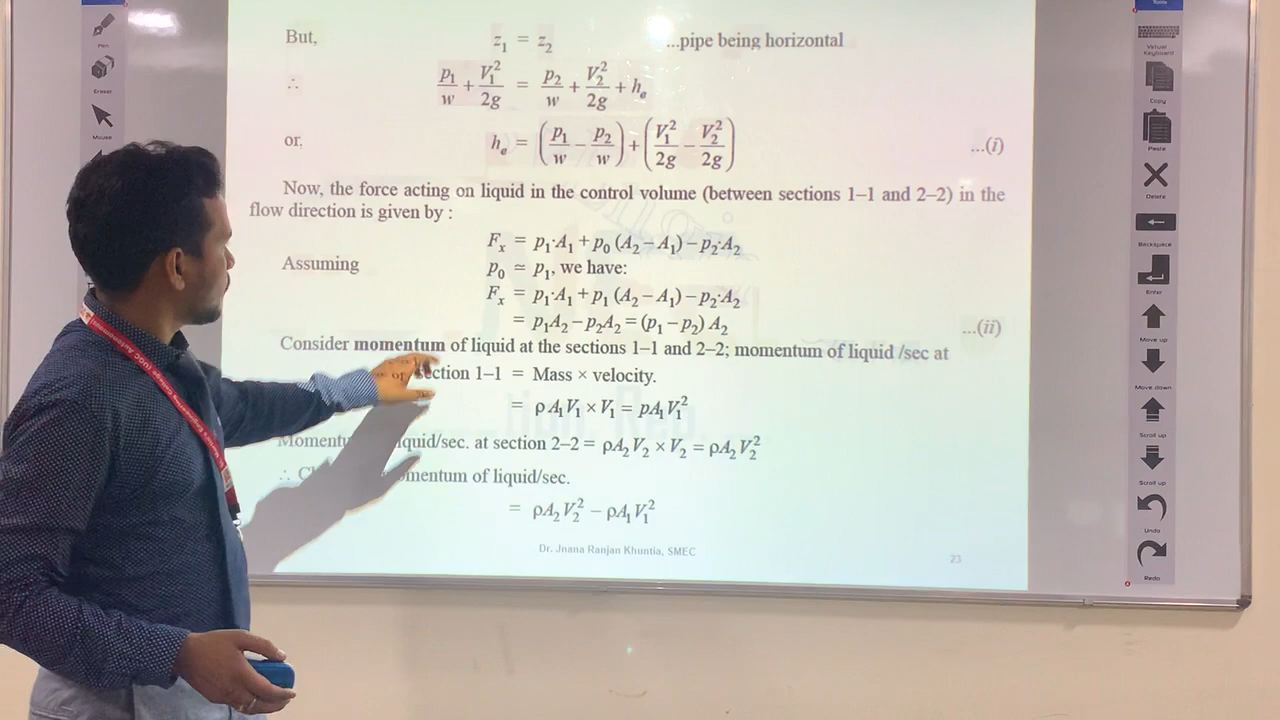 But, z₁ = z₂ ...pipe being horizontal
∴ p₁/w + V₁²/2g = p₂/w + V₂²/2g + hₑ
or, hₑ = (p₁/w − p₂/w) + (V₁²/2g − V₂²/2g) ...(i)
Now, the force acting on liquid in the control volume (between sections 1–1 and 2–2) in the
flow direction is given by :
Fₓ = p₁·A₁ + p₀ (A₂ − A₁) − p₂·A₂
Assuming p₀ ≃ p₁, we have:
Fₓ = p₁·A₁ + p₁ (A₂ − A₁) − p₂·A₂
= p₁A₂ − p₂A₂ = (p₁ − p₂) A₂ ...(ii)
Consider momentum of liquid at the sections 1–1 and 2–2; momentum of liquid /sec at
section 1–1 = Mass × velocity.
= ρA₁V₁ × V₁ = pA₁V₁²
liquid/sec. at section 2–2 = ρA₂V₂ × V₂ = ρA₂V₂²
∴ of liquid/sec.
= ρA₂V₂² − ρA₁V₁²
Dr. Jnana Ranjan Khuntia, SMEC 23
Pen
Eraser
Mouse
Tools
Virtual
Keyboard
Copy
Paste
Delete
Backspace
Enter
Move up
Move down
Scroll up
Scroll up
Undo
Redo